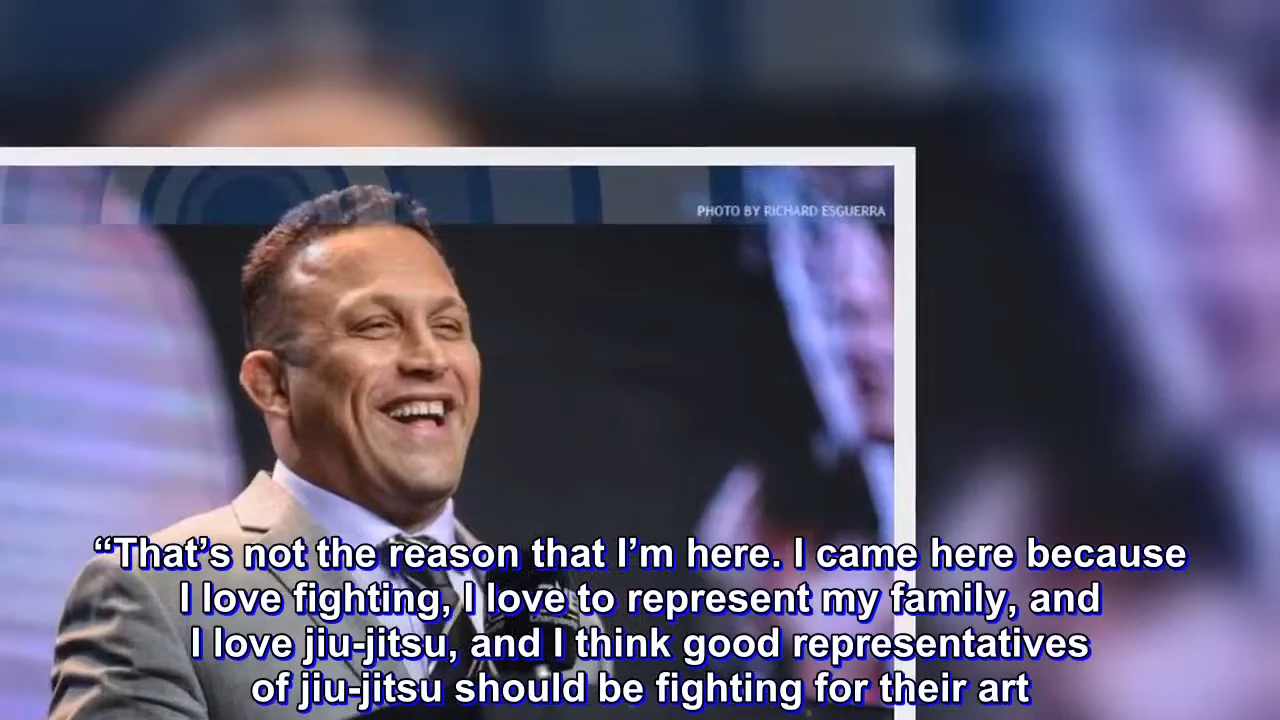 PHOTO BY RICHARD ESGUERRA
“That’s not the reason that I’m here. I came here because
I love fighting, I love to represent my family, and
I love jiu-jitsu, and I think good representatives
of jiu-jitsu should be fighting for their art